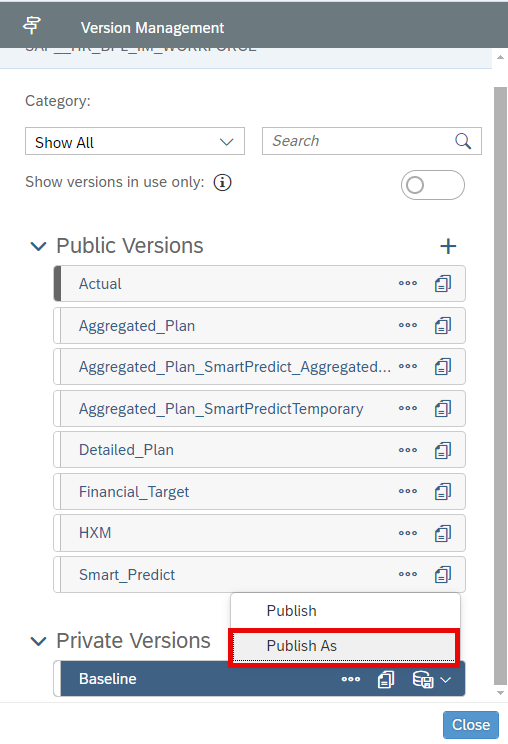 Version Management
SAP__HR_BPL_IM_WORKFORCE
Category:
Show All
Search
Show versions in use only:
Public Versions
Actual
Aggregated_Plan
Aggregated_Plan_SmartPredict_Aggregated...
Aggregated_Plan_SmartPredictTemporary
Detailed_Plan
Financial_Target
HXM
Smart_Predict
Publish
Private Versions
Publish As
Baseline
Close